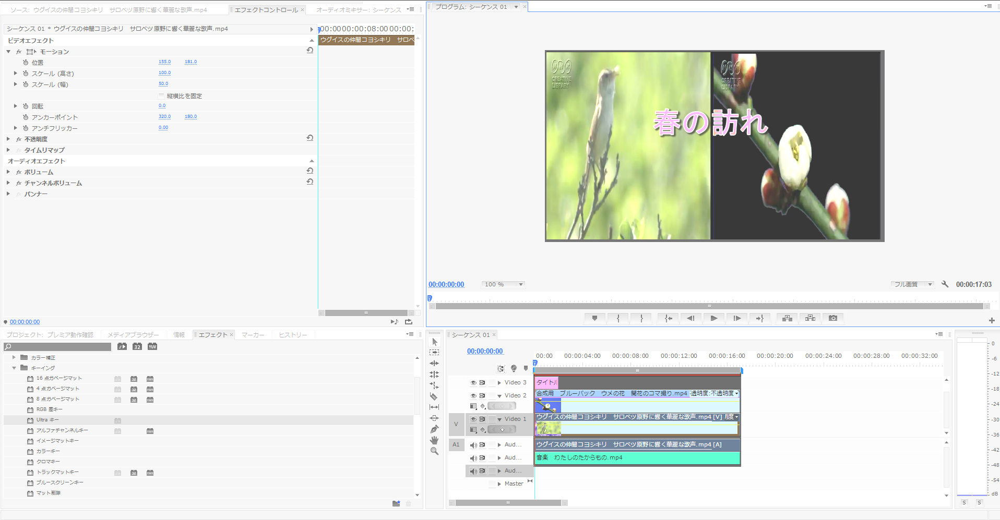 ソース: ウグイスの仲間コヨシキリ　サロベツ原野に響く華麗な歌声.mp4
エフェクトコントロール ×
オーディオミキサー: シーケンス
シーケンス 01 * ウグイスの仲間コヨシキリ　サロベツ原野に響く華麗な歌声.mp4
00:00 00:00:08:00 00:00:
ビデオエフェクト
ウグイスの仲間コヨシキリ　サロベ
fx モーション
位置 155.0 181.0
スケール (高さ) 100.0
スケール (幅) 50.0
縦横比を固定
回転 0.0
アンカーポイント 320.0 180.0
アンチフリッカー 0.00
fx 不透明度
fx タイムリマップ
オーディオエフェクト
fx ボリューム
fx チャンネルボリューム
fx パンナー
00:00:00:00
プログラム: シーケンス 01 ×
NHK
CREATIVE
LIBRARY
NHK
CREATIVE
LIBRARY
春の訪れ
00:00:00:00 100 % フル画質 00:00:17:03
プロジェクト: プレミア動作確認 メディアブラウザー 情報 エフェクト × マーカー ヒストリー
32 YUV
カラー補正
キーイング
16 点ガベージマット 32 YUV
4 点ガベージマット 32 YUV
8 点ガベージマット 32 YUV
RGB 差キー
Ultra キー
アルファチャンネルキー YUV
イメージマットキー
カラーキー
クロマキー
トラックマットキー 32 YUV
ブルースクリーンキー
マット削除
シーケンス 01 ×
00:00:00:00
00:00 00:00:04:00 00:00:08:00 00:00:12:00 00:00:16:00 00:00:20:00 00:00:24:00 00:00:28:00 00:00:32:00
Video 3 タイトル
Video 2 合成用　ブルーバック　ウメの花　開花のコマ撮り.mp4 透明度:不透明度
V Video 1 ウグイスの仲間コヨシキリ　サロベツ原野に響く華麗な歌声.mp4 [V] 明度
A1 Aud... ウグイスの仲間コヨシキリ　サロベツ原野に響く華麗な歌声.mp4 [A]
Aud... 音楽　わたしのたからもの.mp4
Aud...
Master
0
-6
-12
-18
-24
-30
-36
-42
-48
-54
dB
S S